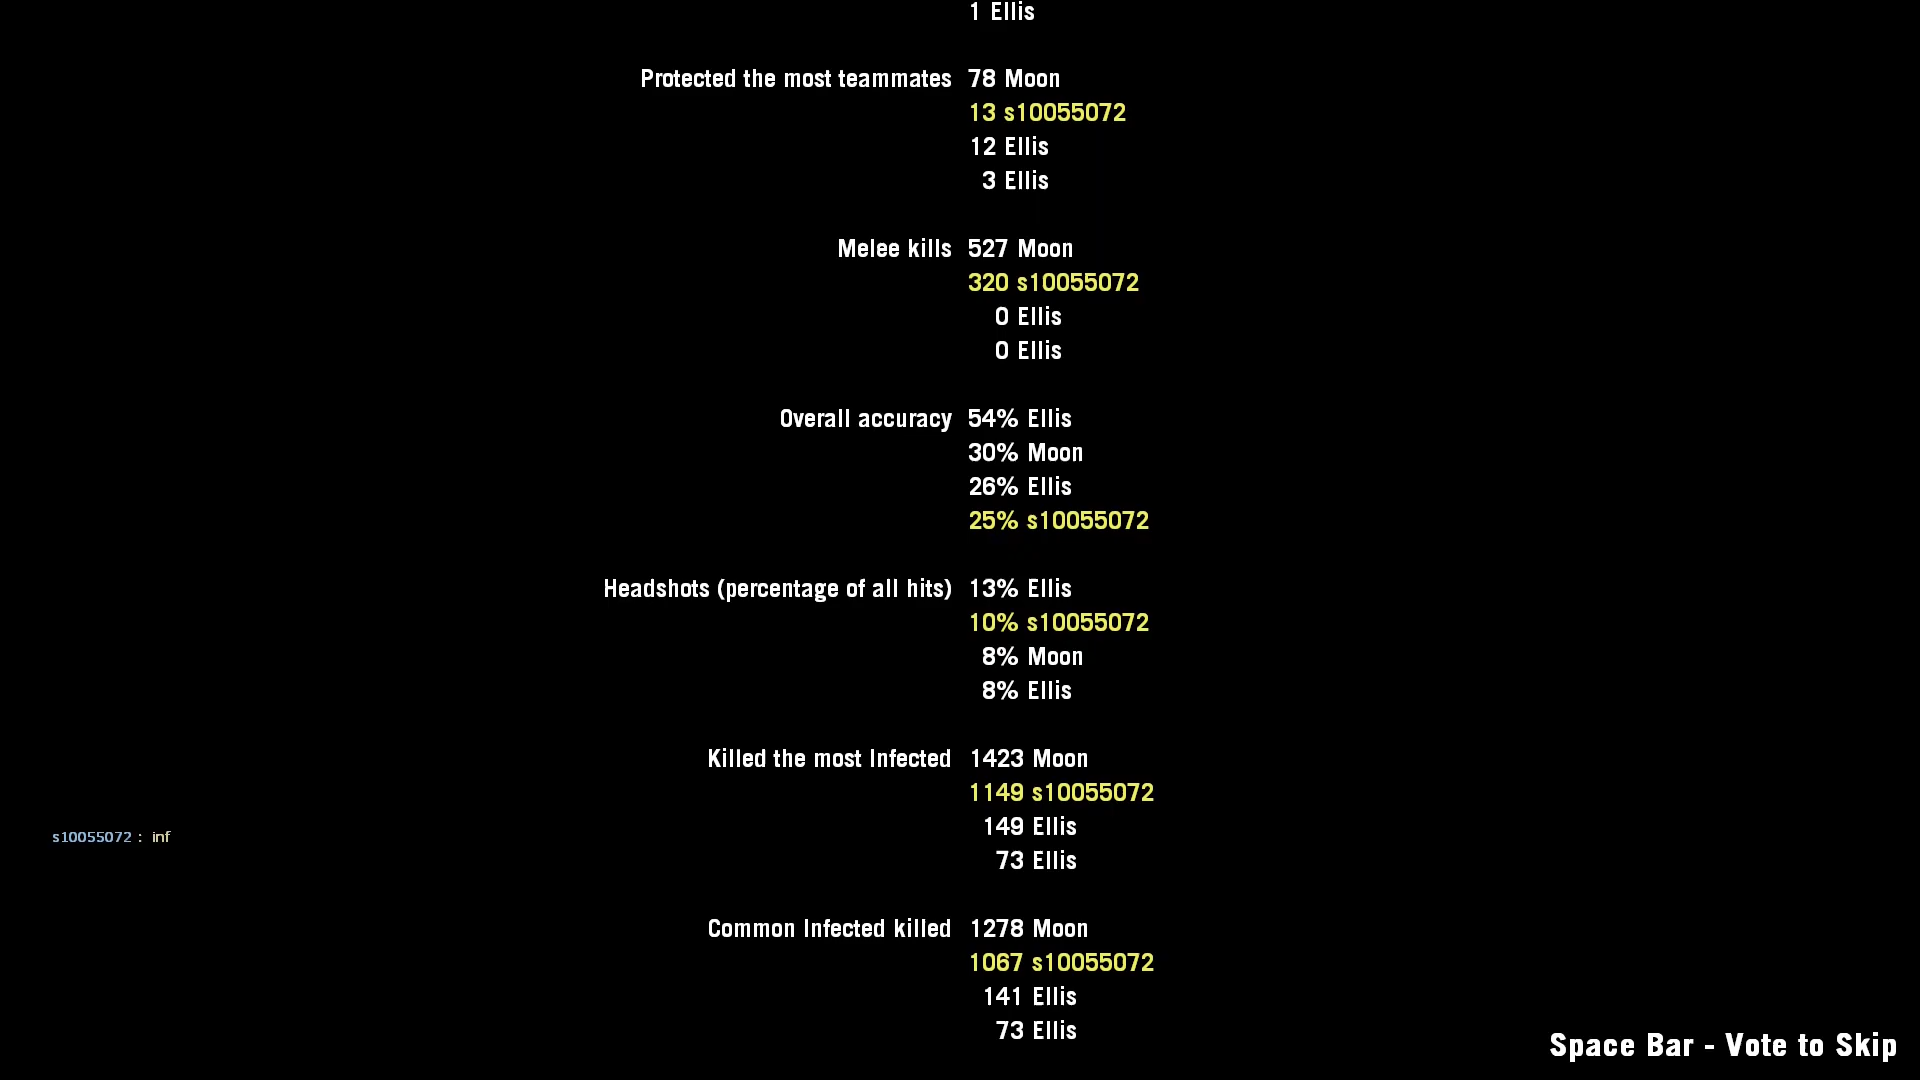 1 Ellis
Protected the most teammates 78 Moon
13 s10055072
12 Ellis
3 Ellis
Melee kills 527 Moon
320 s10055072
0 Ellis
0 Ellis
Overall accuracy 54% Ellis
30% Moon
26% Ellis
25% s10055072
Headshots (percentage of all hits) 13% Ellis
10% s10055072
8% Moon
8% Ellis
Killed the most Infected 1423 Moon
1149 s10055072
149 Ellis
73 Ellis
s10055072 : inf
Common Infected killed 1278 Moon
1067 s10055072
141 Ellis
73 Ellis
Space Bar - Vote to Skip